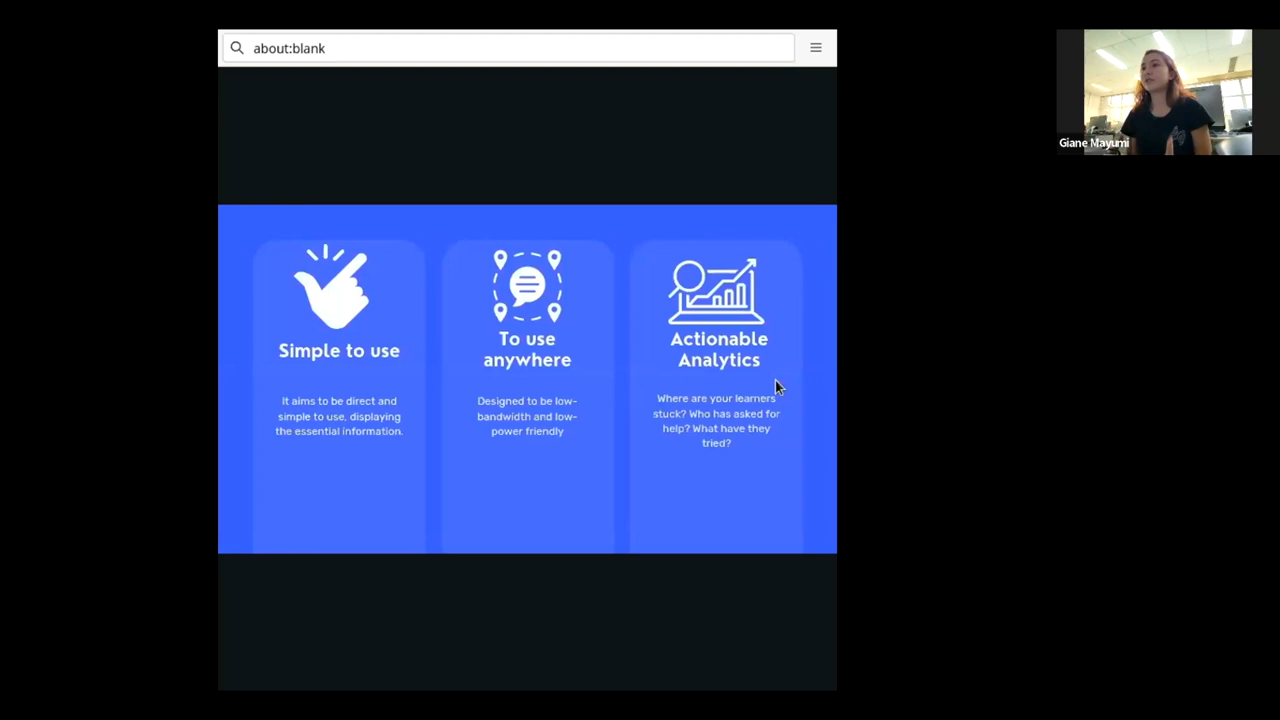 about:blank
Giane Mayumi
Simple to use
It aims to be direct and
simple to use, displaying
the essential information.
To use
anywhere
Designed to be low-
bandwidth and low-
power friendly
Actionable
Analytics
Where are your learners
stuck? Who has asked for
help? What have they
tried?